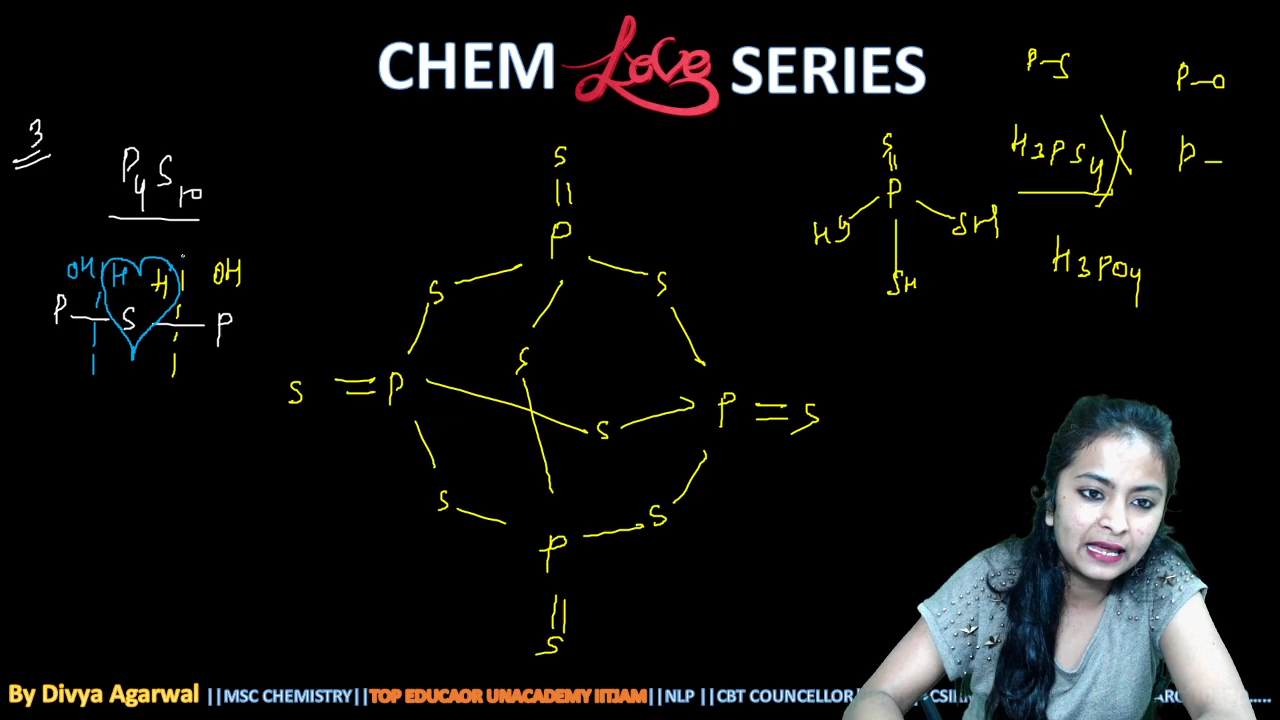 CHEM Love SERIES
3
P4S10
OH H H OH
P S P
S
P
S S
S
S P S P S
S S
P
S
S
P
HS SH
SH
P-S P-O
H3PS4 P-
H3PO4
By Divya Agarwal ||MSC CHEMISTRY||TOP EDUCAOR UNACADEMY IITJAM||NLP ||CBT COUNCELLOR